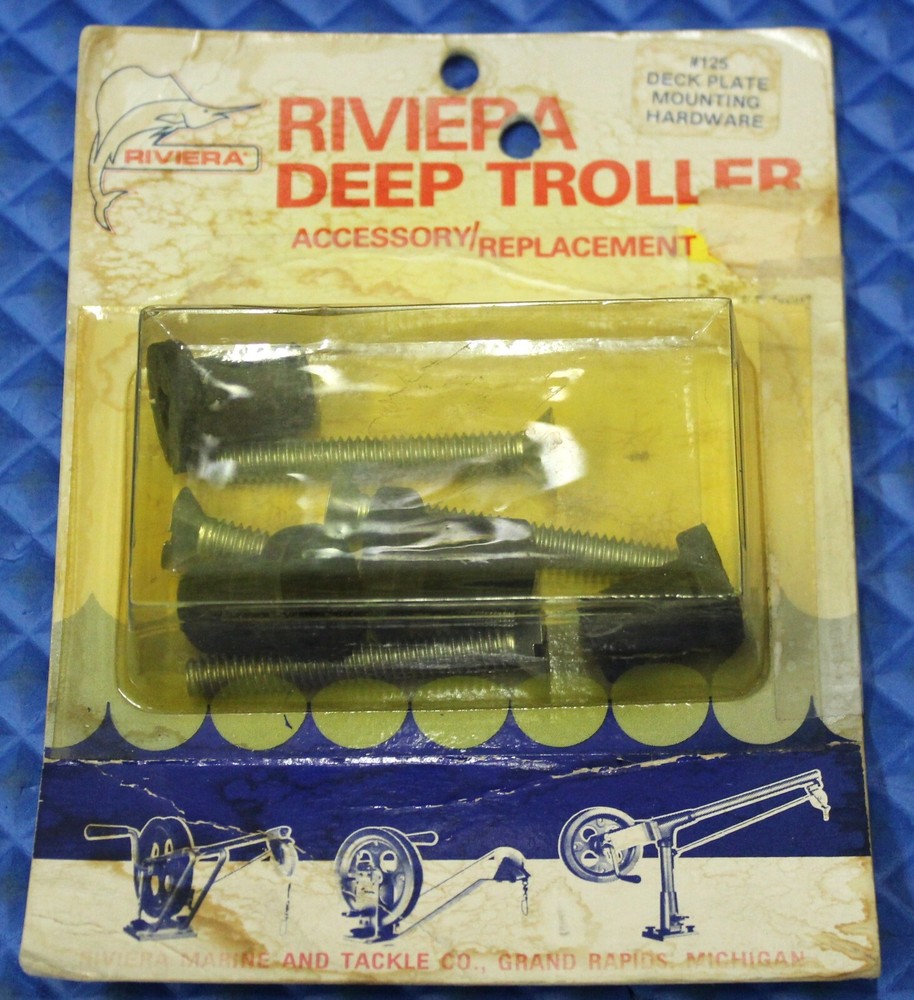 #125
DECK PLATE
MOUNTING
HARDWARE
RIVIERA®
RIVIERA
DEEP TROLLER
ACCESSORY/REPLACEMENT
RIVIERA MARINE AND TACKLE CO., GRAND RAPIDS, MICHIGAN